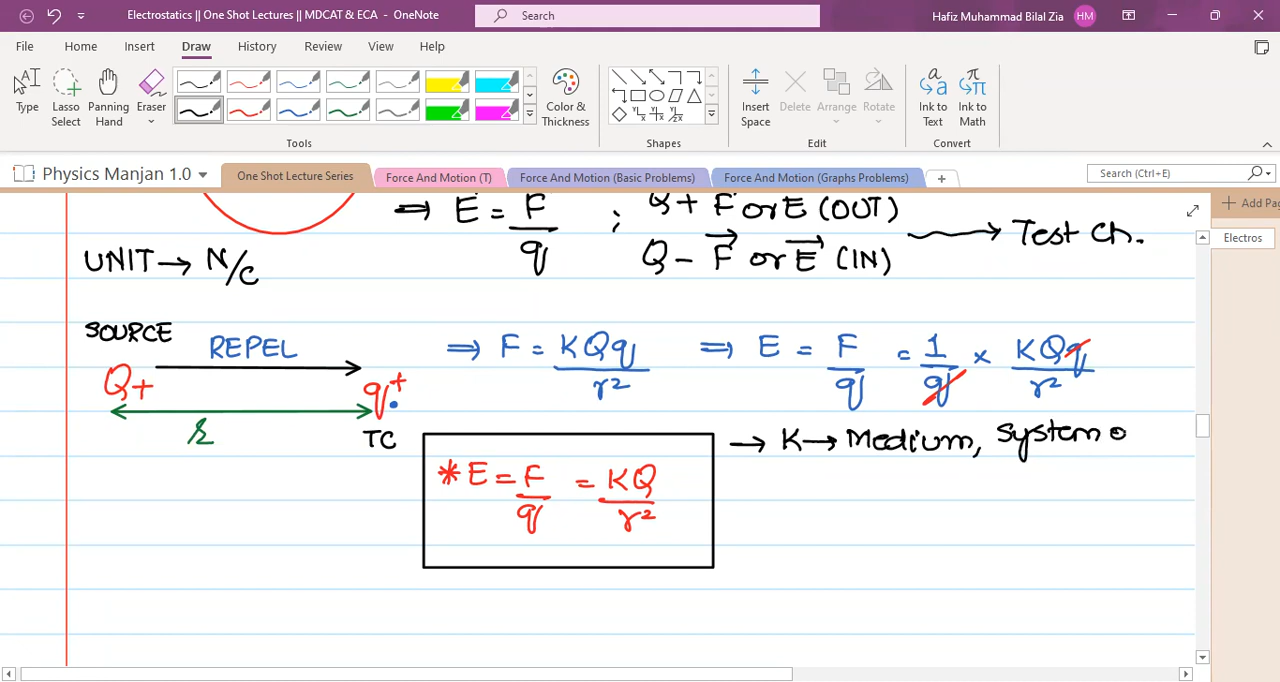 Electrostatics || One Shot Lectures || MDCAT & ECA - OneNote
Search
Hafiz Muhammad Bilal Zia
HM
File Home Insert Draw History Review View Help
Type
Lasso Select
Panning Hand
Eraser
Color & Thickness
Insert Space
Delete
Arrange
Rotate
Ink to Text
Ink to Math
Tools
Shapes
Edit
Convert
Physics Manjan 1.0
One Shot Lecture Series
Force And Motion (T)
Force And Motion (Basic Problems)
Force And Motion (Graphs Problems)
Search (Ctrl+E)
Add Pag
Electros
⇒ E = F/q ; Q+ F or E (OUT)
Q - F⃗ or E⃗ (IN) → Test Ch.
UNIT → N/C
SOURCE
REPEL
Q+
q+
r
TC
⇒ F = KQq/r² ⇒ E = F/q = 1/q × KQq/r²
→ K → Medium, System o
* E = F/q = KQ/r²